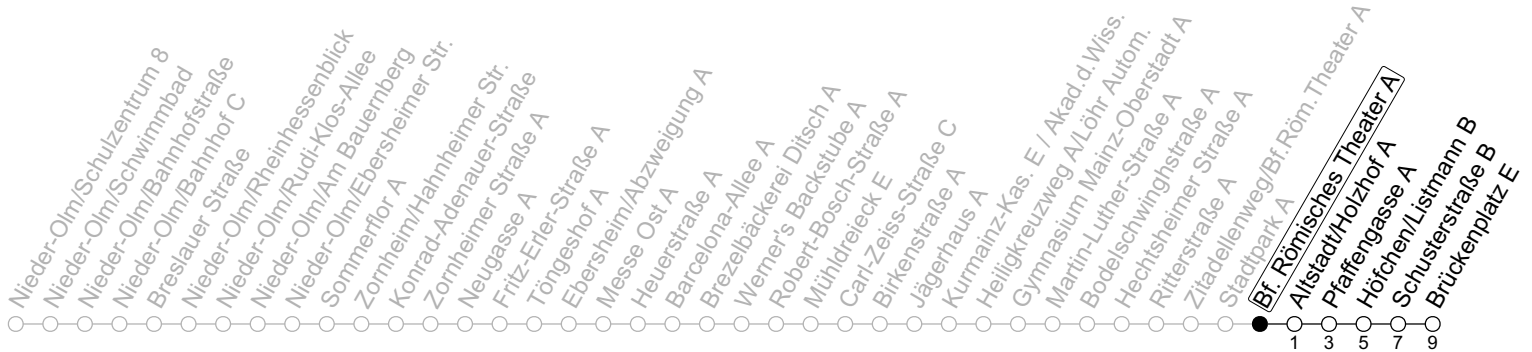 Nieder-Olm/Schulzentrum 8
Nieder-Olm/Schwimmbad
Nieder-Olm/Bahnhofstraße
Nieder-Olm/Bahnhof C
Breslauer Straße
Nieder-Olm/Rheinhessenblick
Nieder-Olm/Rudi-Klos-Allee
Nieder-Olm/Am Bauernberg
Nieder-Olm/Ebersheimer Str.
Sommerflor A
Zornheim/Hahnheimer Str.
Konrad-Adenauer-Straße
Zornheimer Straße A
Neugasse A
Fritz-Erler-Straße A
Töngeshof A
Ebersheim/Abzweigung A
Messe Ost A
Heuerstraße A
Barcelona-Allee A
Brezelbäckerei Ditsch A
Werner's Backstube A
Robert-Bosch-Straße A
Mühldreieck E
Carl-Zeiss-Straße C
Birkenstraße A
Jägerhaus A
Kurmainz-Kas. E / Akad.d.Wiss.
Heiligkreuzweg A/Löhr Autom.
Gymnasium Mainz-Oberstadt A
Martin-Luther-Straße A
Bodelschwinghstraße A
Hechtsheimer Straße A
Ritterstraße A
Zitadellenweg/Bf.Röm.Theater A
Stadtpark A
Bf. Römisches Theater A
Altstadt/Holzhof A
Pfaffengasse A
Höfchen/Listmann B
Schusterstraße B
Brückenplatz E
1 3 5 7 9